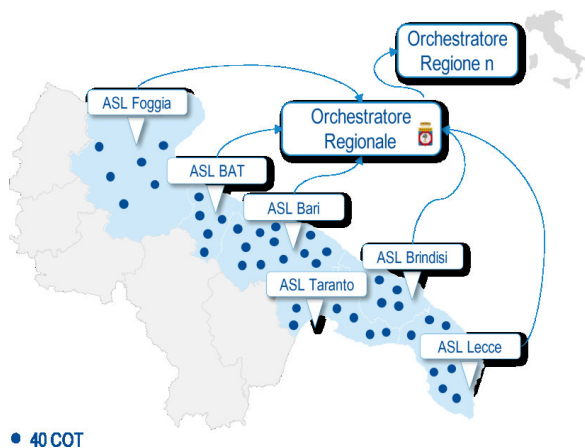 Orchestratore
Regione n
ASL Foggia
Orchestratore
Regionale
ASL BAT
ASL Bari
ASL Brindisi
ASL Taranto
ASL Lecce
40 COT